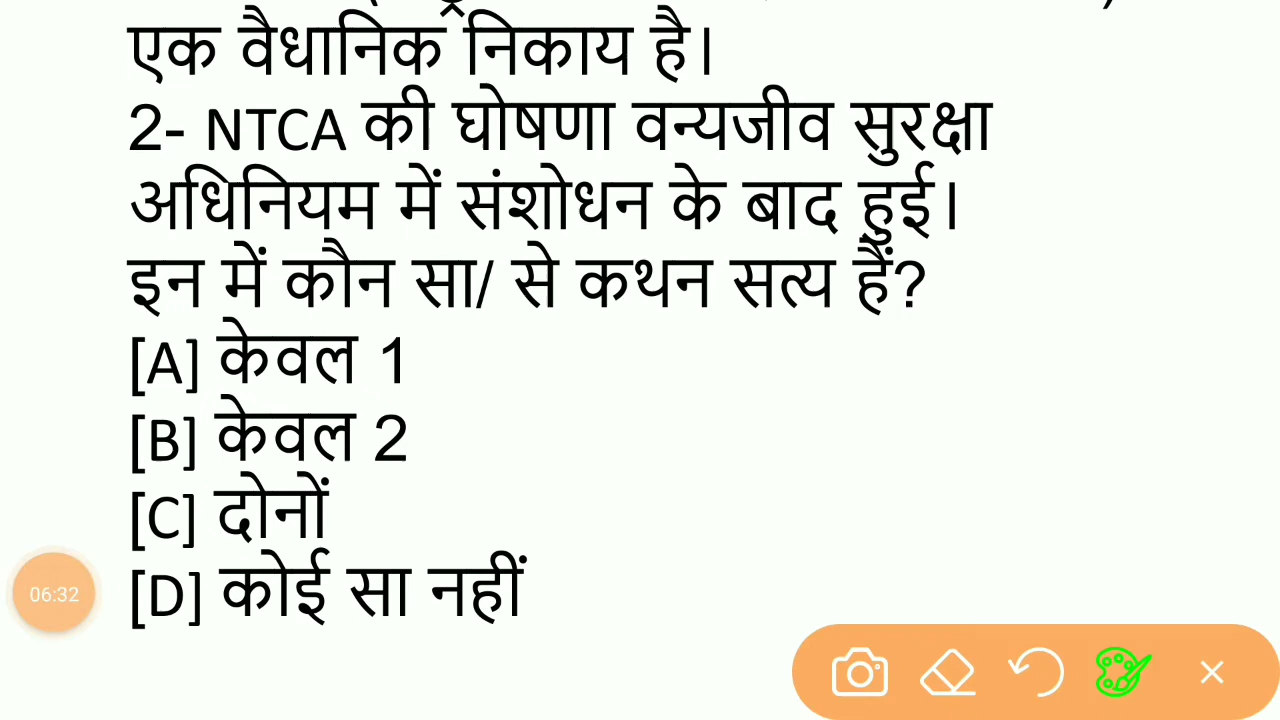 एक वैधानिक निकाय है।
2- NTCA की घोषणा वन्यजीव सुरक्षा
अधिनियम में संशोधन के बाद हुई।
इन में कौन सा/ से कथन सत्य हैं?
[A] केवल 1
[B] केवल 2
[C] दोनों
[D] कोई सा नहीं
06:32